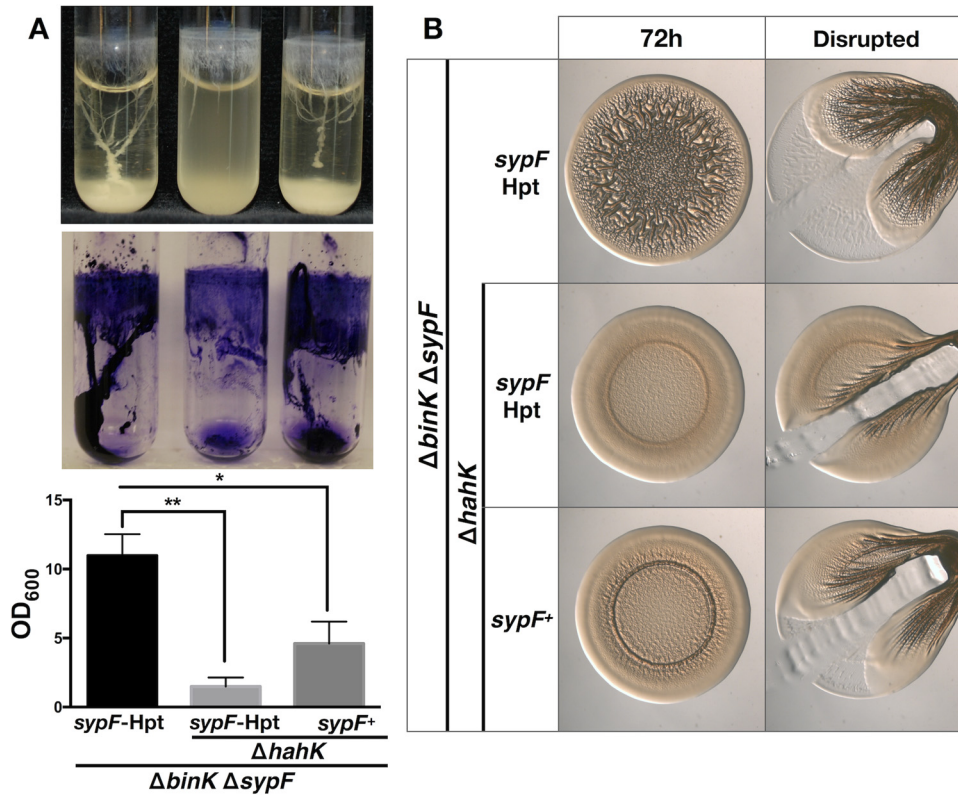 A
B
72h
Disrupted
sypF
Hpt
sypF
Hpt
sypF+
ΔhahK
ΔbinK ΔsypF
*
**
15
10
5
0
OD600
sypF-Hpt
sypF-Hpt
sypF+
ΔhahK
ΔbinK ΔsypF